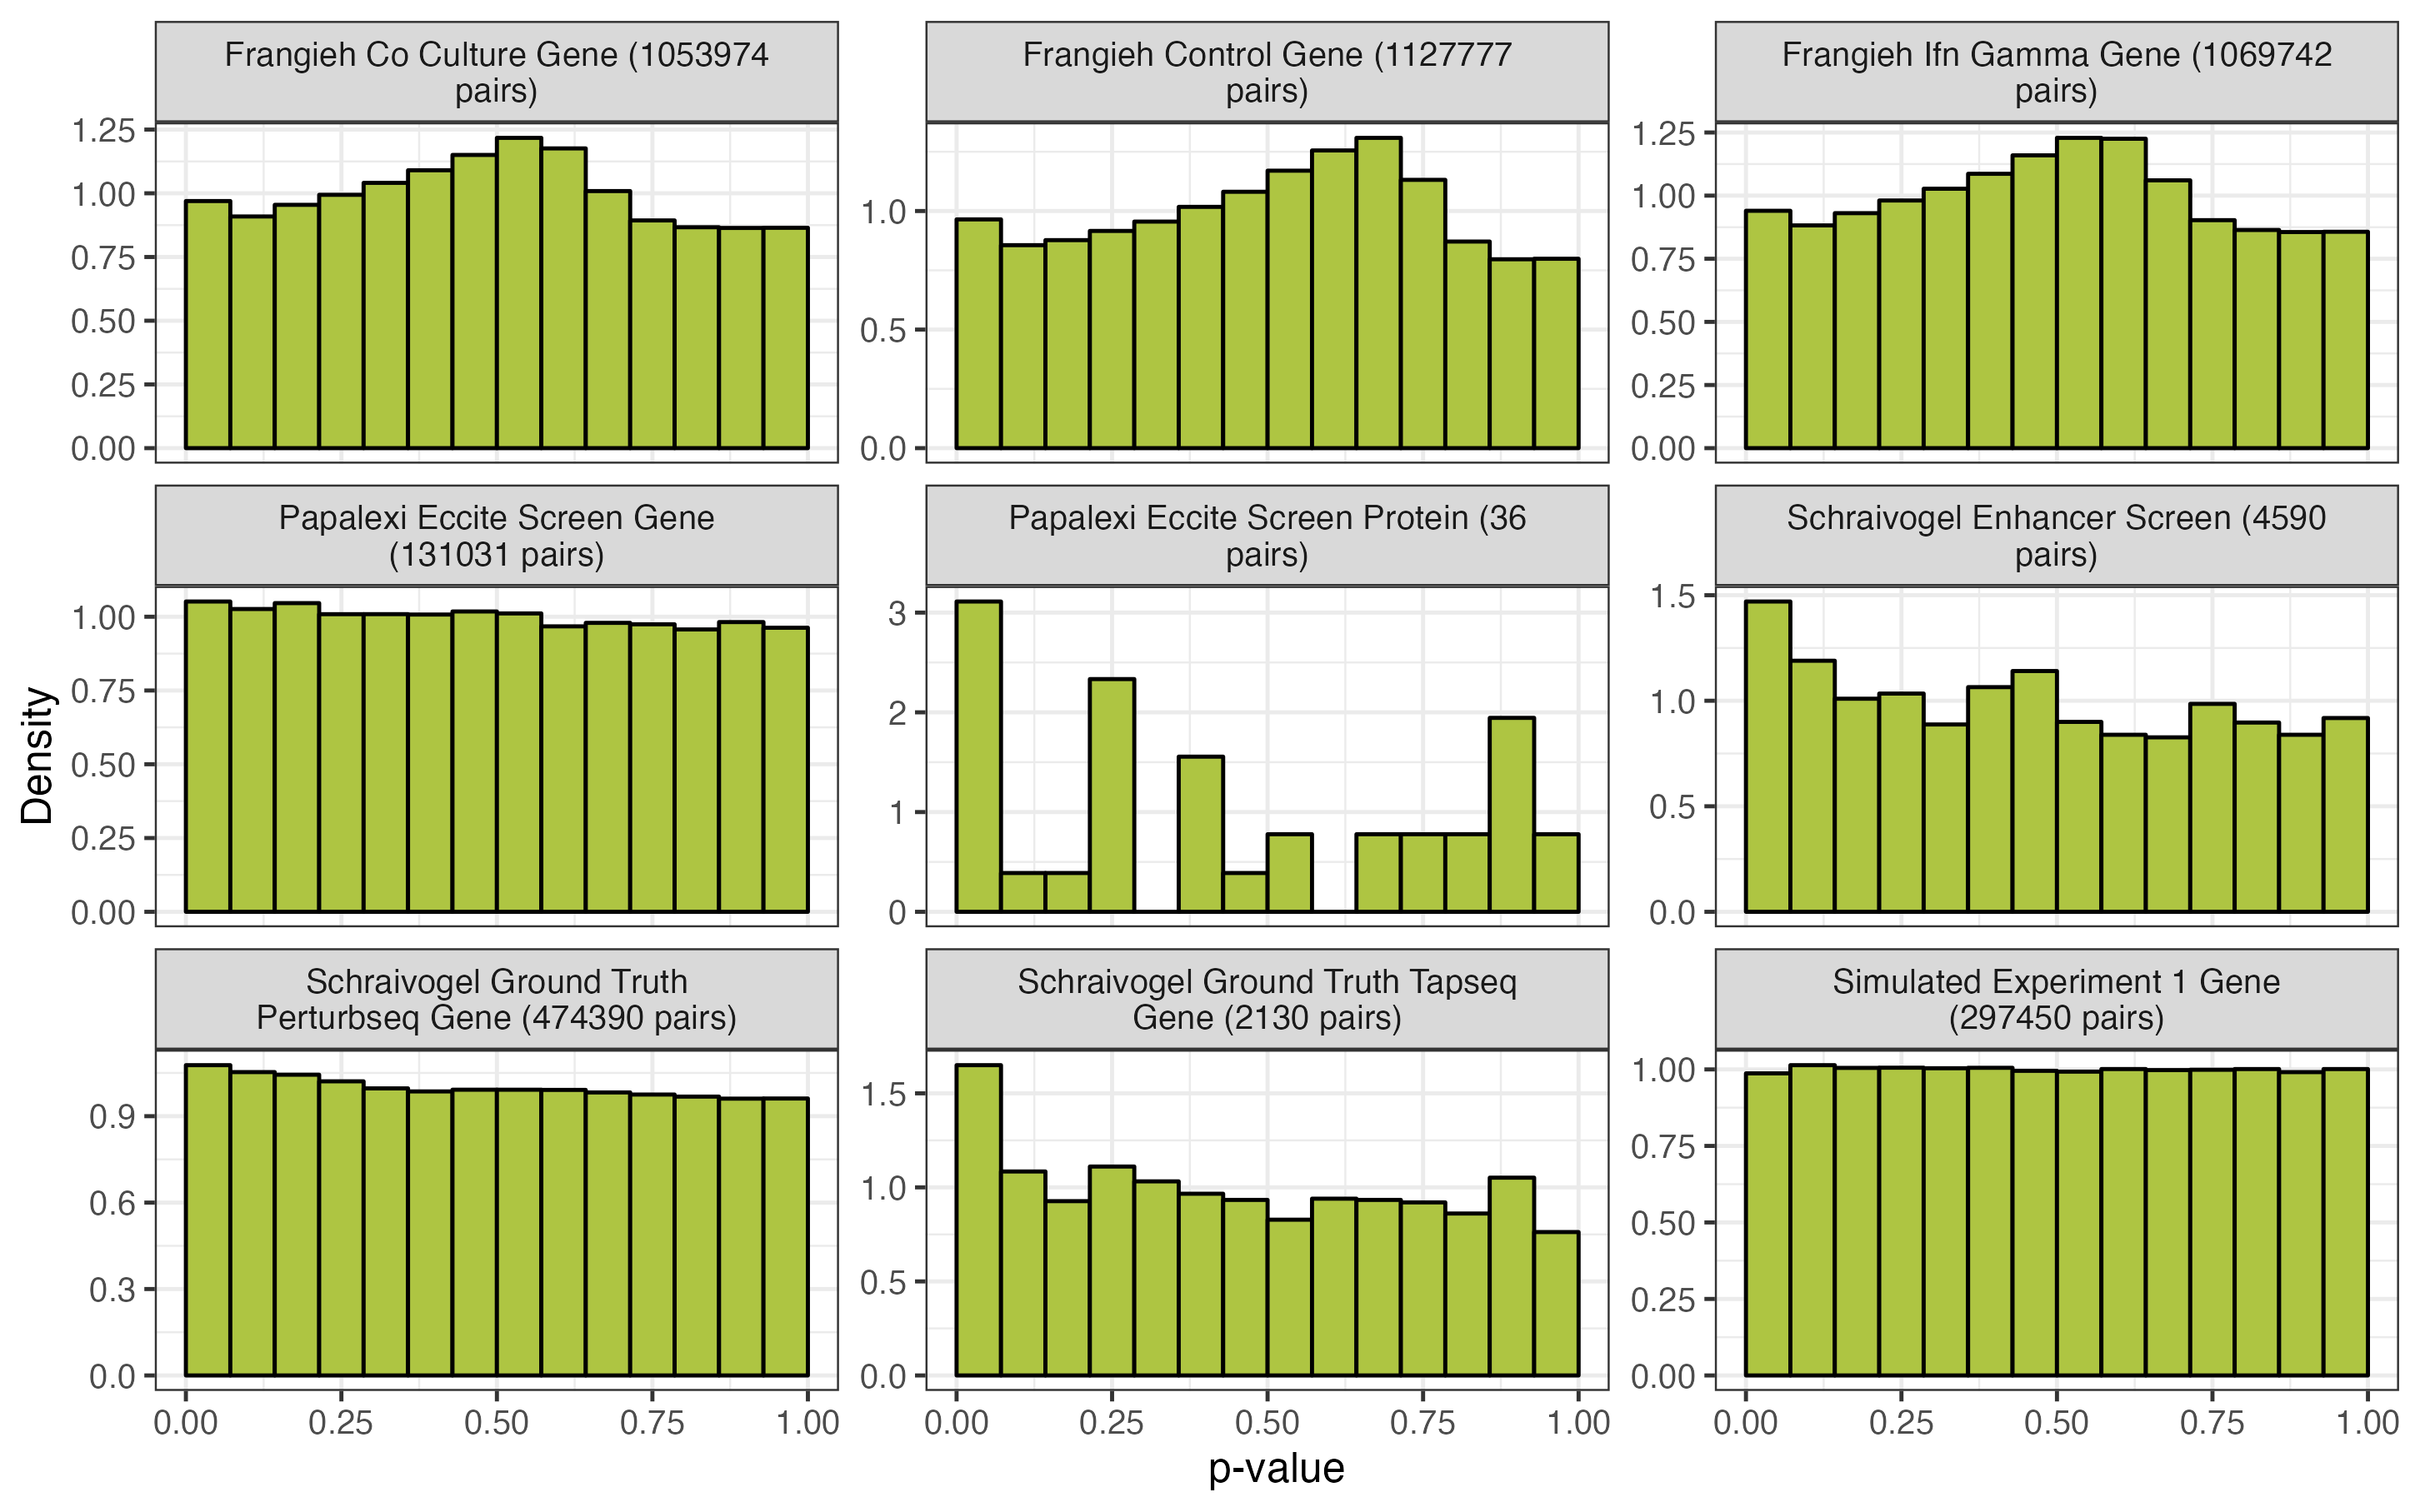 Frangieh Co Culture Gene (1053974
pairs)
Frangieh Control Gene (1127777
pairs)
Frangieh Ifn Gamma Gene (1069742
pairs)
1.25
1.00
0.75
0.50
0.25
0.00
1.0
0.5
0.0
1.25
1.00
0.75
0.50
0.25
0.00
Papalexi Eccite Screen Gene
(131031 pairs)
Papalexi Eccite Screen Protein (36
pairs)
Schraivogel Enhancer Screen (4590
pairs)
1.00
0.75
0.50
0.25
0.00
3
2
1
0
1.5
1.0
0.5
0.0
Density
Schraivogel Ground Truth
Perturbseq Gene (474390 pairs)
Schraivogel Ground Truth Tapseq
Gene (2130 pairs)
Simulated Experiment 1 Gene
(297450 pairs)
0.9
0.6
0.3
0.0
1.5
1.0
0.5
0.0
1.00
0.75
0.50
0.25
0.00
0.00 0.25 0.50 0.75 1.00
0.00 0.25 0.50 0.75 1.00
0.00 0.25 0.50 0.75 1.00
p-value